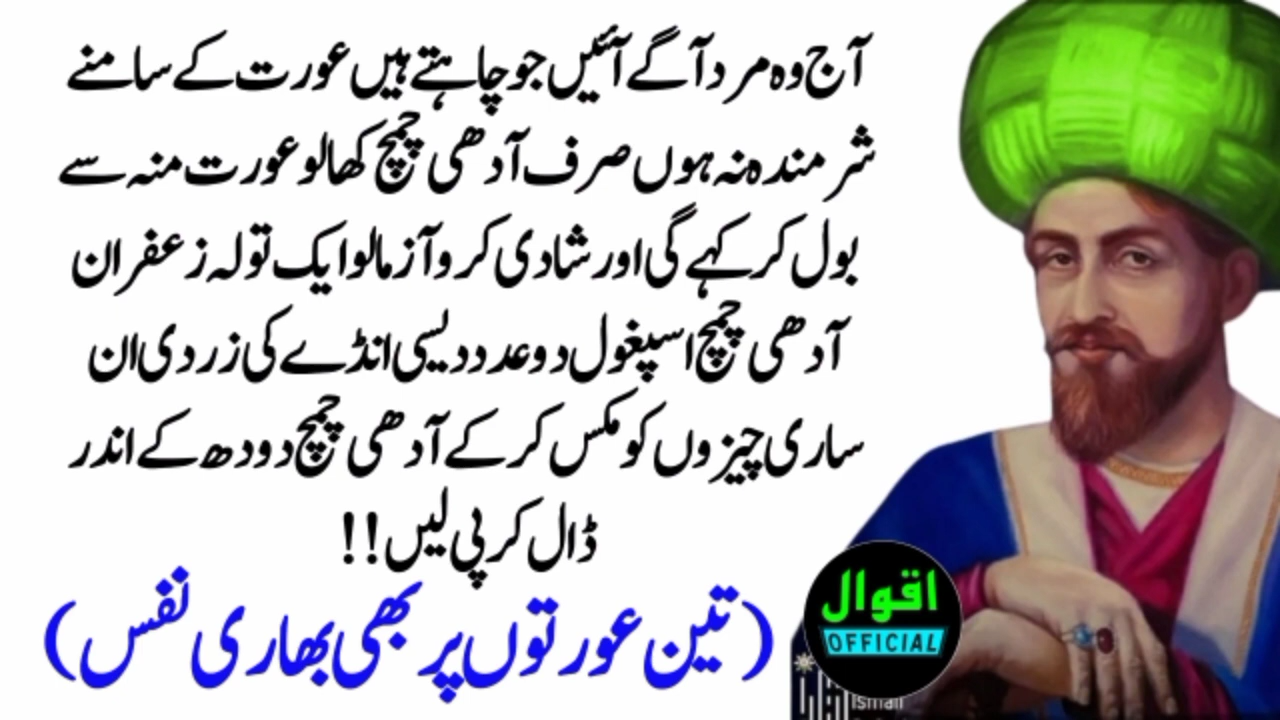 آج وہ مرد آگے آئیں جو چاہتے ہیں عورت کے سامنے
شرمندہ نہ ہوں صرف آدھی چمچ کھالو عورت منہ سے
بول کر کہے گی اور شادی کرو آزمالو ایک تولہ زعفران
آدھی چمچ اسپغول دو عدد دیسی انڈے کی زردی ان
ساری چیزوں کو مکس کر کے آدھی چمچ دودھ کے اندر
ڈال کر پی لیں!!
(تین عورتوں پر بھی بھاری نفس)
اقوال
OFFICIAL